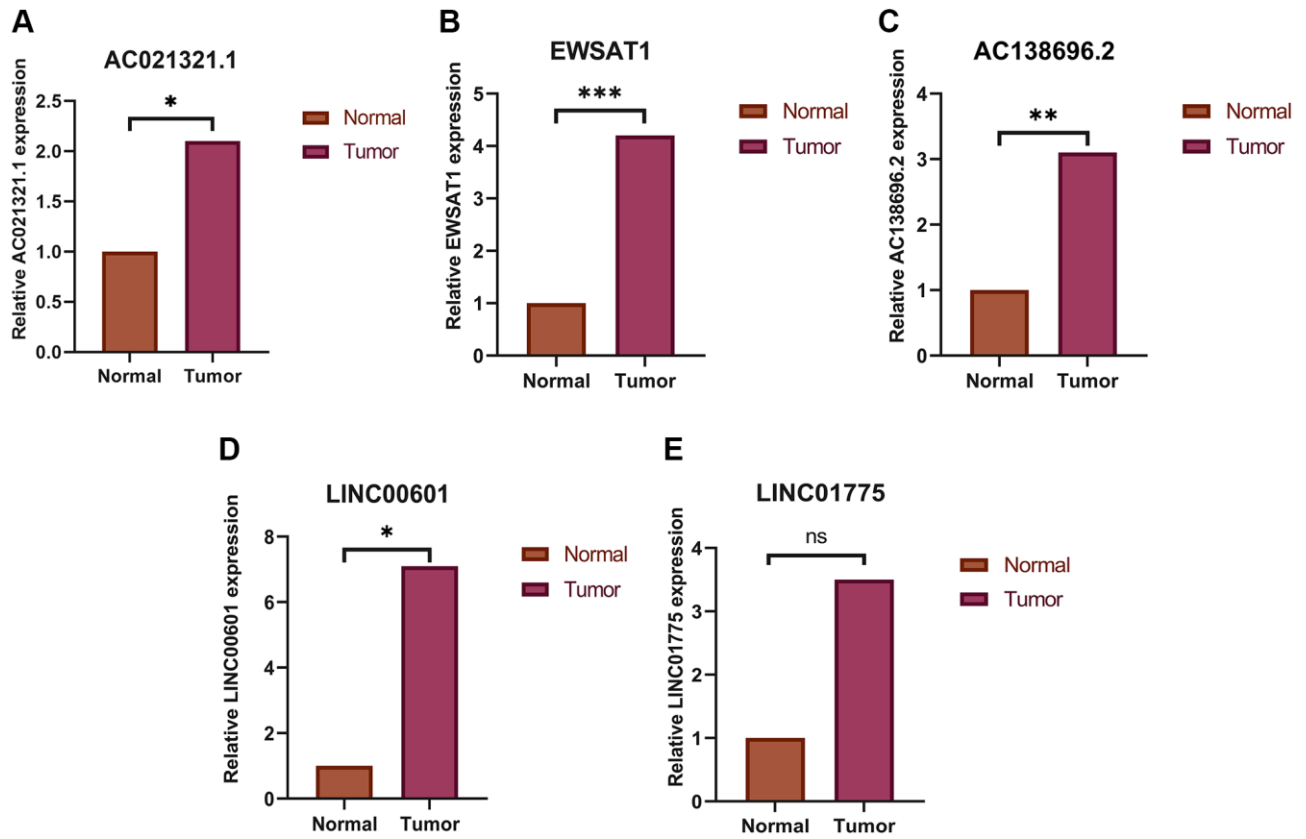 A
AC021321.1
Relative AC021321.1 expression
2.5
2.0
1.5
1.0
0.5
0.0
*
Normal
Tumor
Normal
Tumor
B
EWSAT1
Relative EWSAT1 expression
5
4
3
2
1
0
***
Normal
Tumor
Normal
Tumor
C
AC138696.2
Relative AC138696.2 expression
4
3
2
1
0
**
Normal
Tumor
Normal
Tumor
D
LINC00601
Relative LINC00601 expression
8
6
4
2
0
*
Normal
Tumor
Normal
Tumor
E
LINC01775
Relative LINC01775 expression
4
3
2
1
0
ns
Normal
Tumor
Normal
Tumor